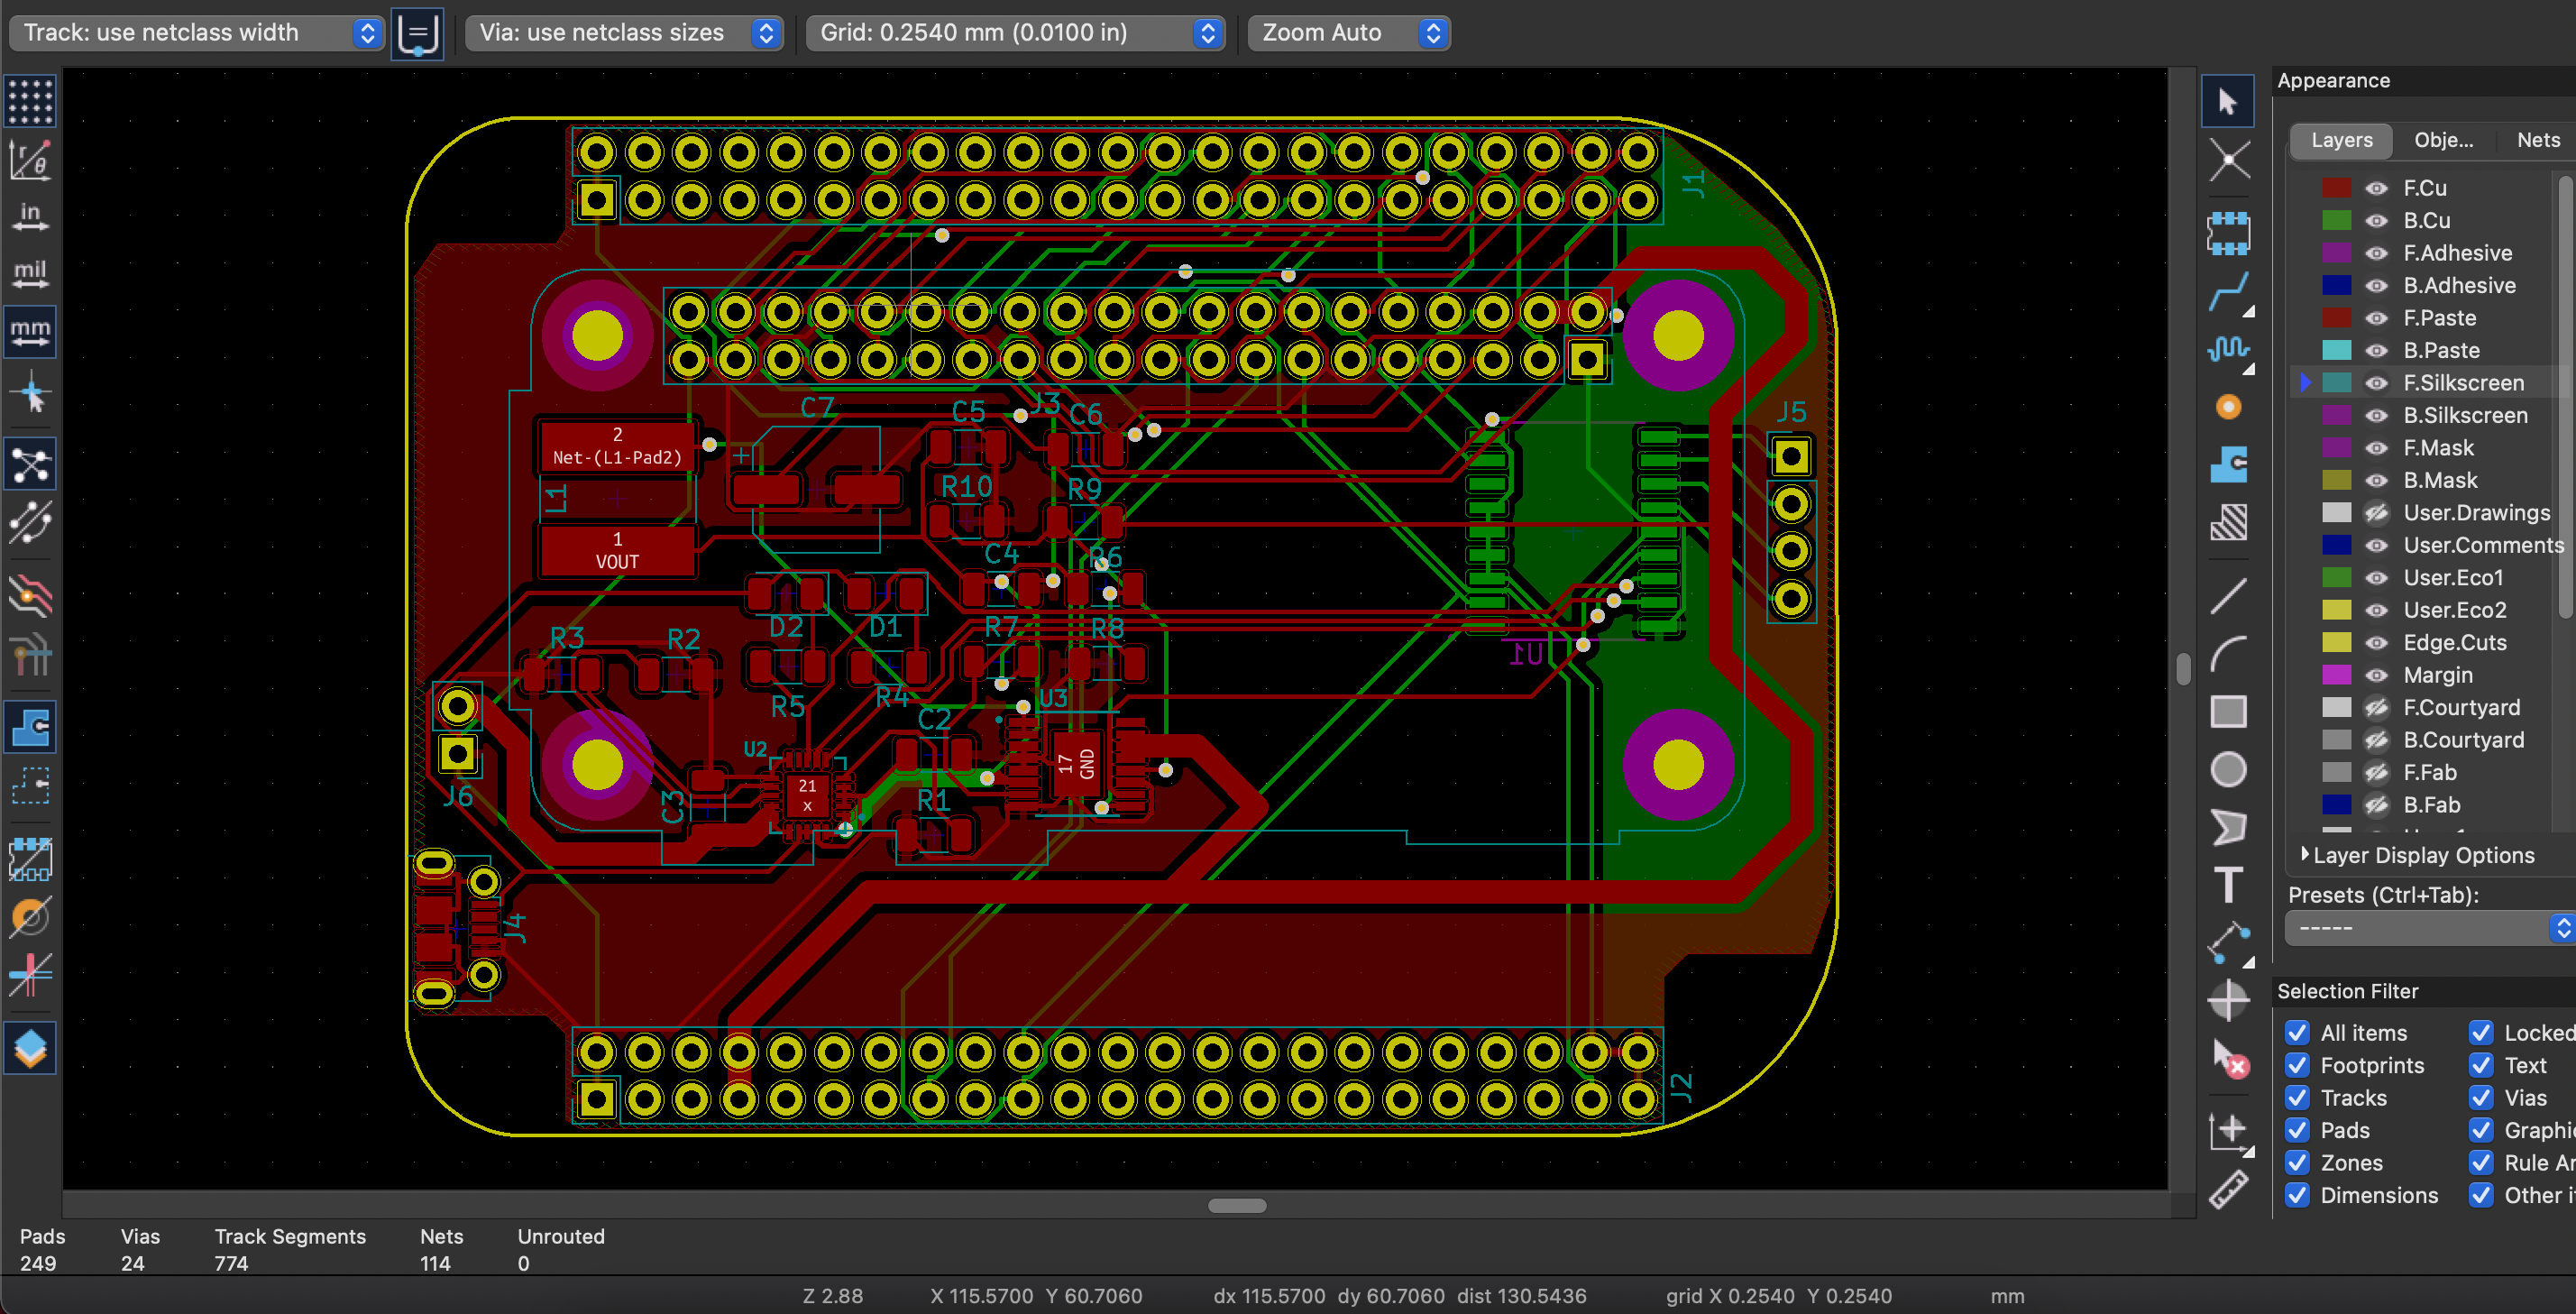 Track: use netclass width
Via: use netclass sizes
Grid: 0.2540 mm (0.0100 in)
Zoom Auto
in
mil
mm
J1
J3
C7
C5
C6
J5
2
Net-(L1-Pad2)
L1
R10
R9
1
VOUT
C4
R6
D2
D1
R7
R8
R3
R2
U1
R5
R4
U3
C2
U2
J6
C3
21
x
17
GND
R1
J4
J2
Appearance
Layers
Obje...
Nets
F.Cu
B.Cu
F.Adhesive
B.Adhesive
F.Paste
B.Paste
F.Silkscreen
B.Silkscreen
F.Mask
B.Mask
User.Drawings
User.Comments
User.Eco1
User.Eco2
Edge.Cuts
Margin
F.Courtyard
B.Courtyard
F.Fab
B.Fab
Layer Display Options
Presets (Ctrl+Tab):
-----
Selection Filter
All items
Locked
Footprints
Text
Tracks
Vias
Pads
Graphi
Zones
Rule Ar
Dimensions
Other i
Pads
Vias
Track Segments
Nets
Unrouted
249
24
774
114
0
Z 2.88
X 115.5700 Y 60.7060
dx 115.5700 dy 60.7060 dist 130.5436
grid X 0.2540 Y 0.2540
mm